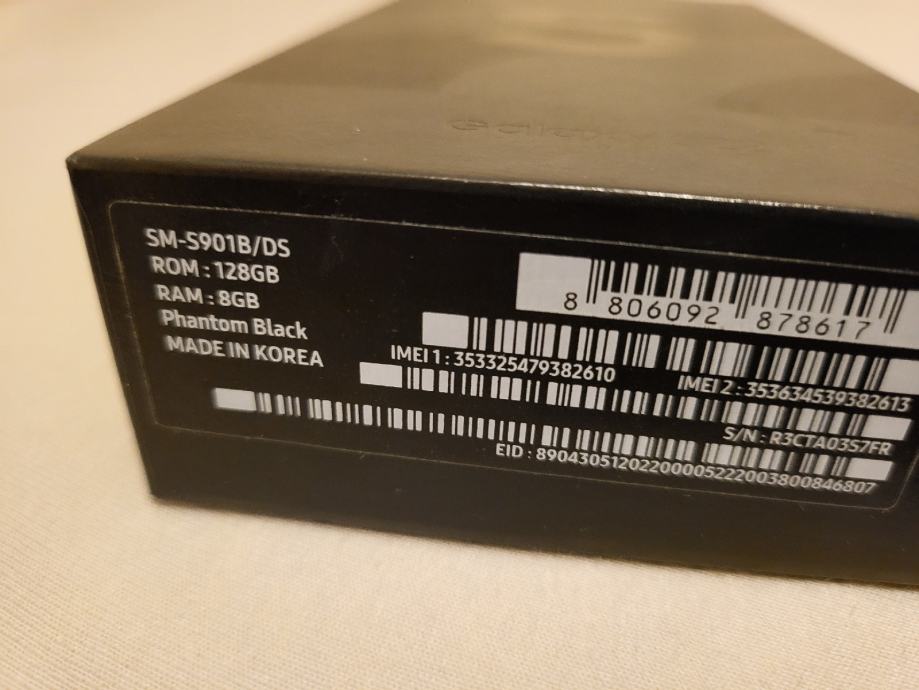 SM-S901B/DS
ROM : 128GB
RAM : 8GB
Phantom Black
MADE IN KOREA
8 806092 878617
IMEI 1 : 353325479382610
IMEI 2 : 353634539382613
S/N : R3CTA03S7FR
EID : 89043051202200005222003800846807